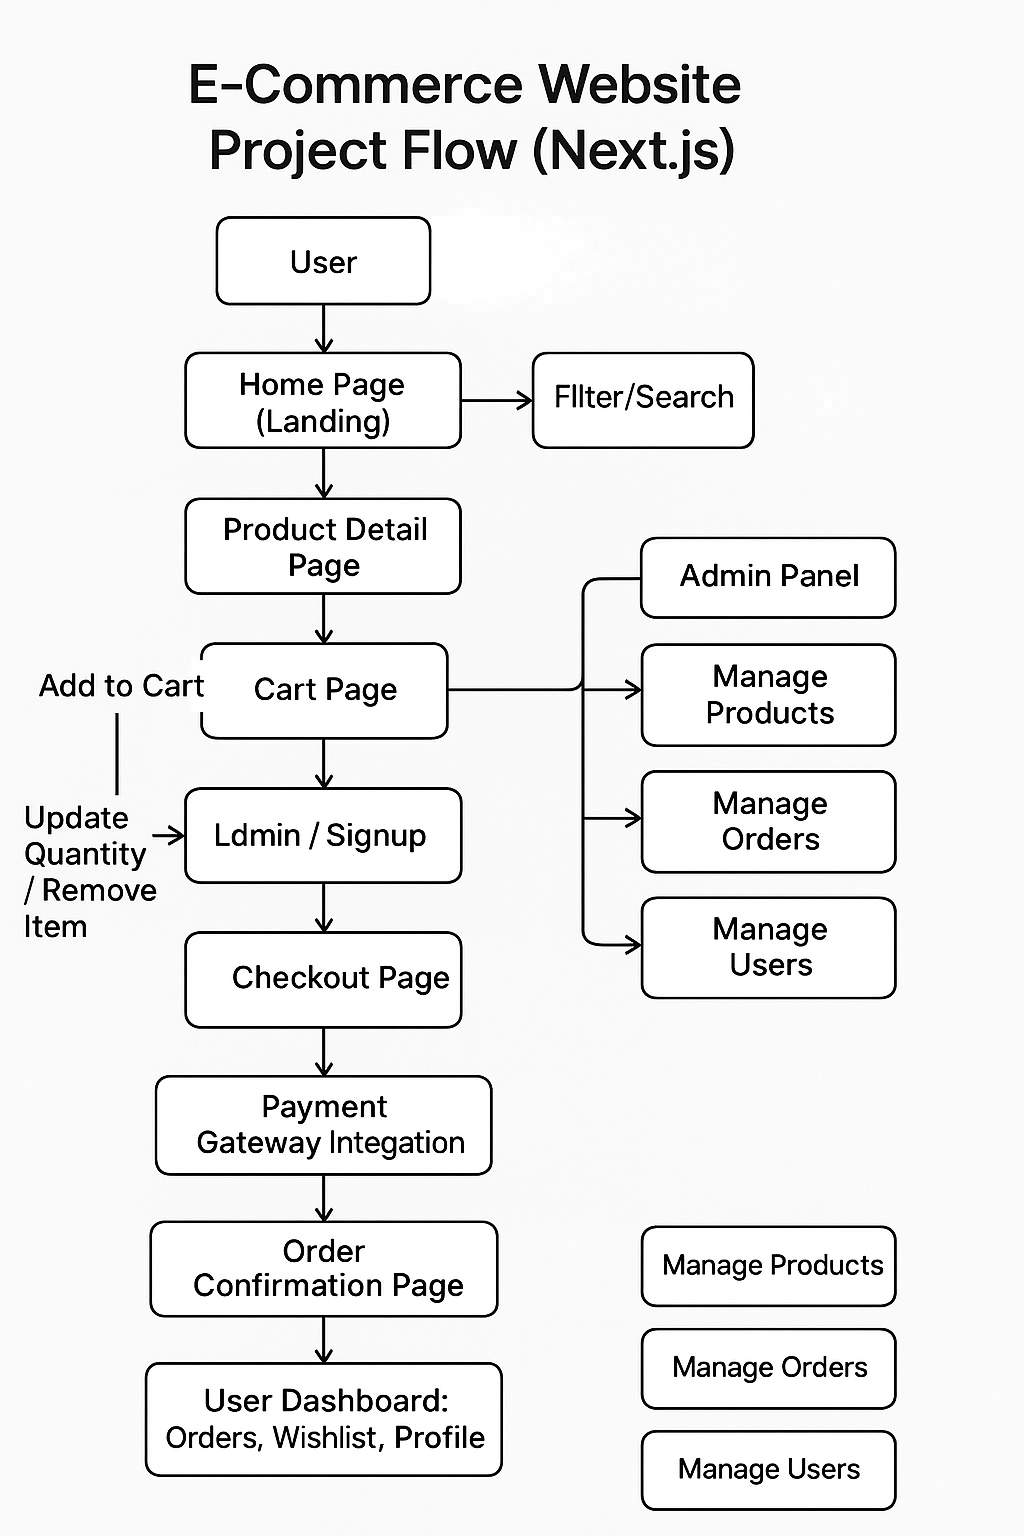 E-Commerce Website
Project Flow (Next.js)
User
Home Page
(Landing)
FIlter/Search
Product Detail
Page
Admin Panel
Add to Cart
Cart Page
Manage
Products
Update
Quantity
/ Remove
Item
Ldmin / Signup
Manage
Orders
Checkout Page
Manage
Users
Payment
Gateway Integation
Order
Confirmation Page
User Dashboard:
Orders, Wishlist, Profile
Manage Products
Manage Orders
Manage Users